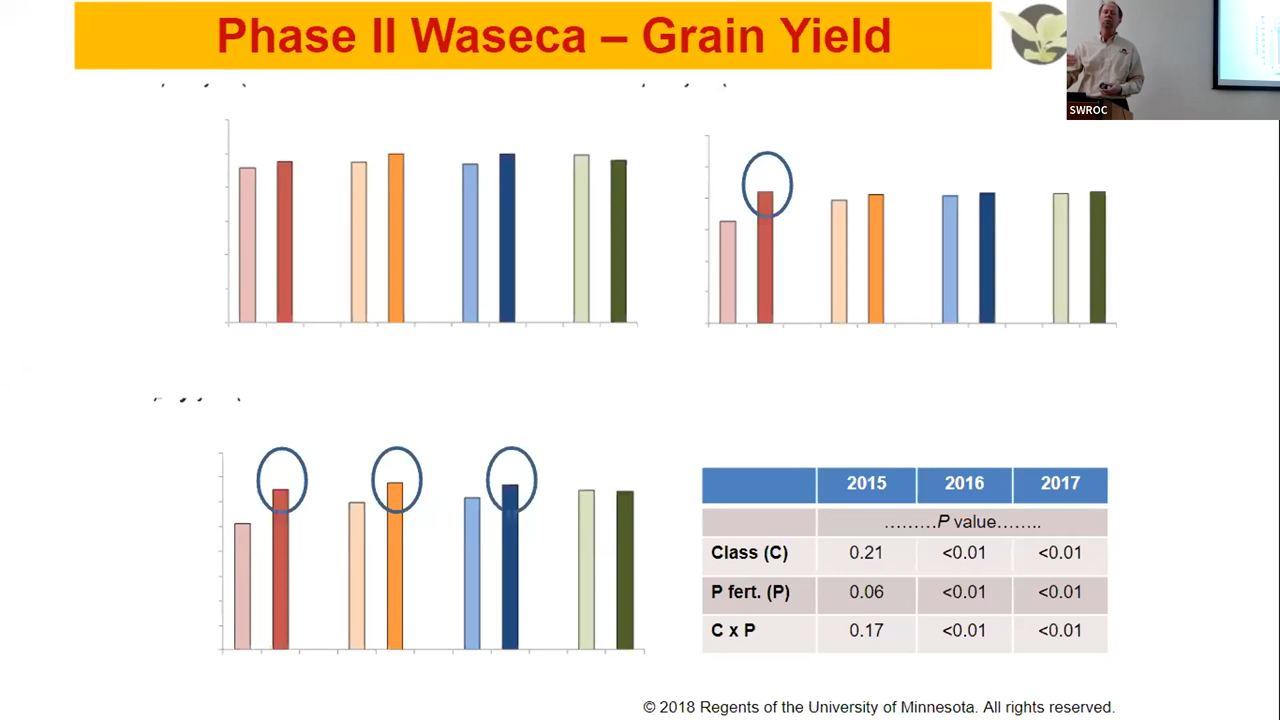 Phase II Waseca – Grain Yield
SWROC
2015 2016 2017
………P value……..
Class (C) 0.21 <0.01 <0.01
P fert. (P) 0.06 <0.01 <0.01
C x P 0.17 <0.01 <0.01
© 2018 Regents of the University of Minnesota. All rights reserved.